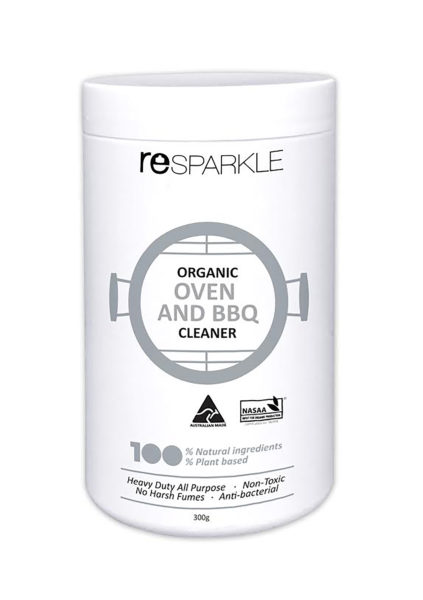 reSPARKLE
ORGANIC
OVEN
AND BBQ
CLEANER
AUSTRALIAN MADE
NASAA
100 % Natural ingredients
% Plant based
Heavy Duty All Purpose · Non-Toxic
No Harsh Fumes · Anti-bacterial
300g